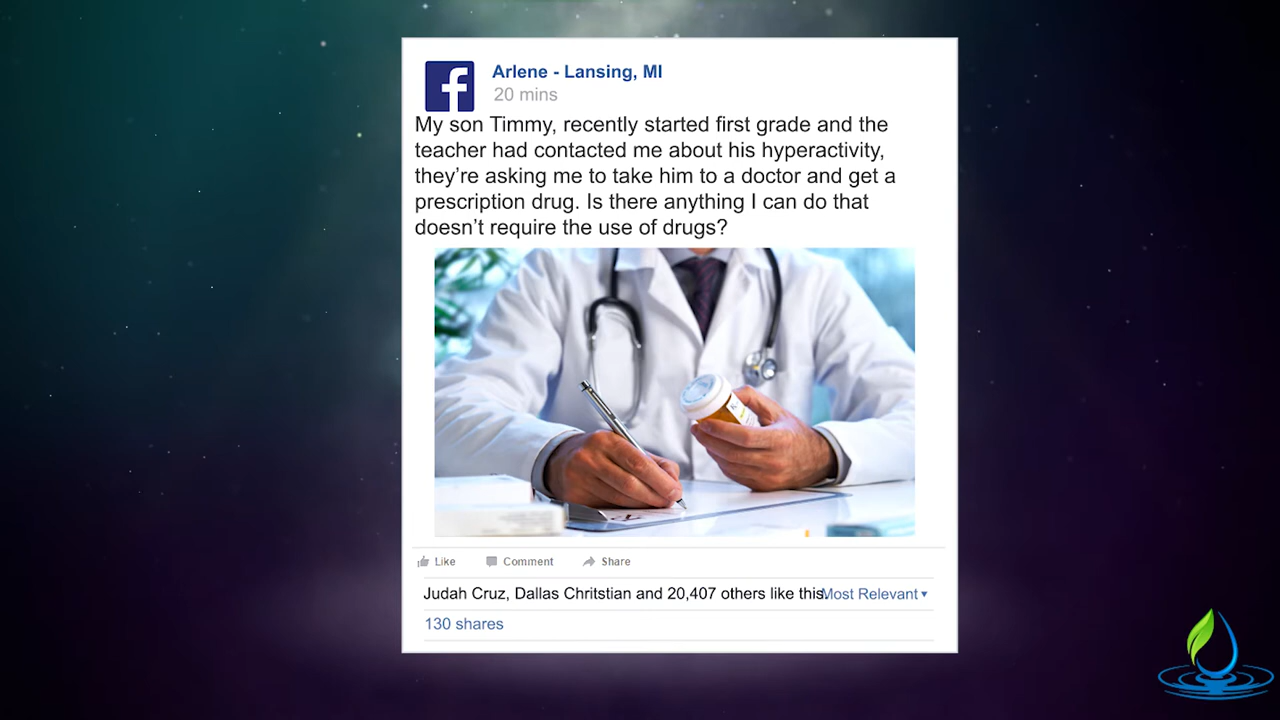 Arlene - Lansing, MI
20 mins
My son Timmy, recently started first grade and the
teacher had contacted me about his hyperactivity,
they’re asking me to take him to a doctor and get a
prescription drug. Is there anything I can do that
doesn’t require the use of drugs?
Like Comment Share
Judah Cruz, Dallas Chritstian and 20,407 others like this. Most Relevant
130 shares